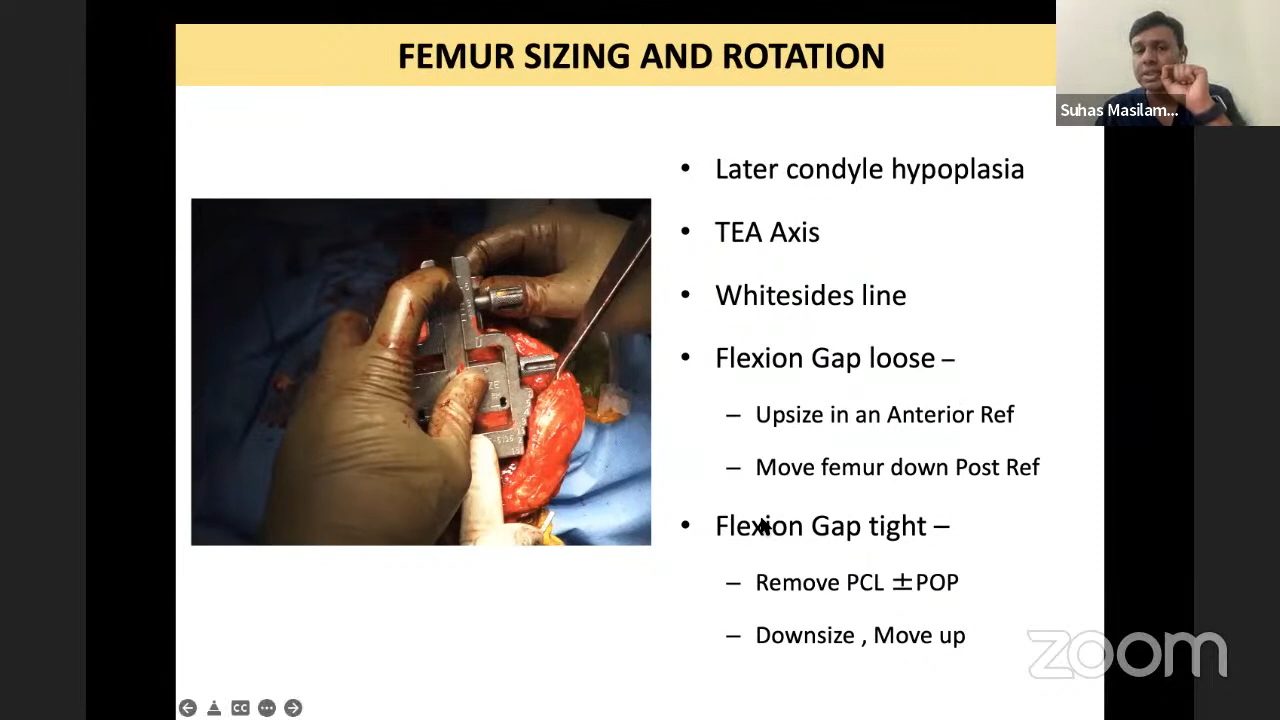 FEMUR SIZING AND ROTATION
Suhas Masilam...
• Later condyle hypoplasia
• TEA Axis
• Whitesides line
• Flexion Gap loose –
– Upsize in an Anterior Ref
– Move femur down Post Ref
• Flexion Gap tight –
– Remove PCL ±POP
– Downsize , Move up
zoom
CC